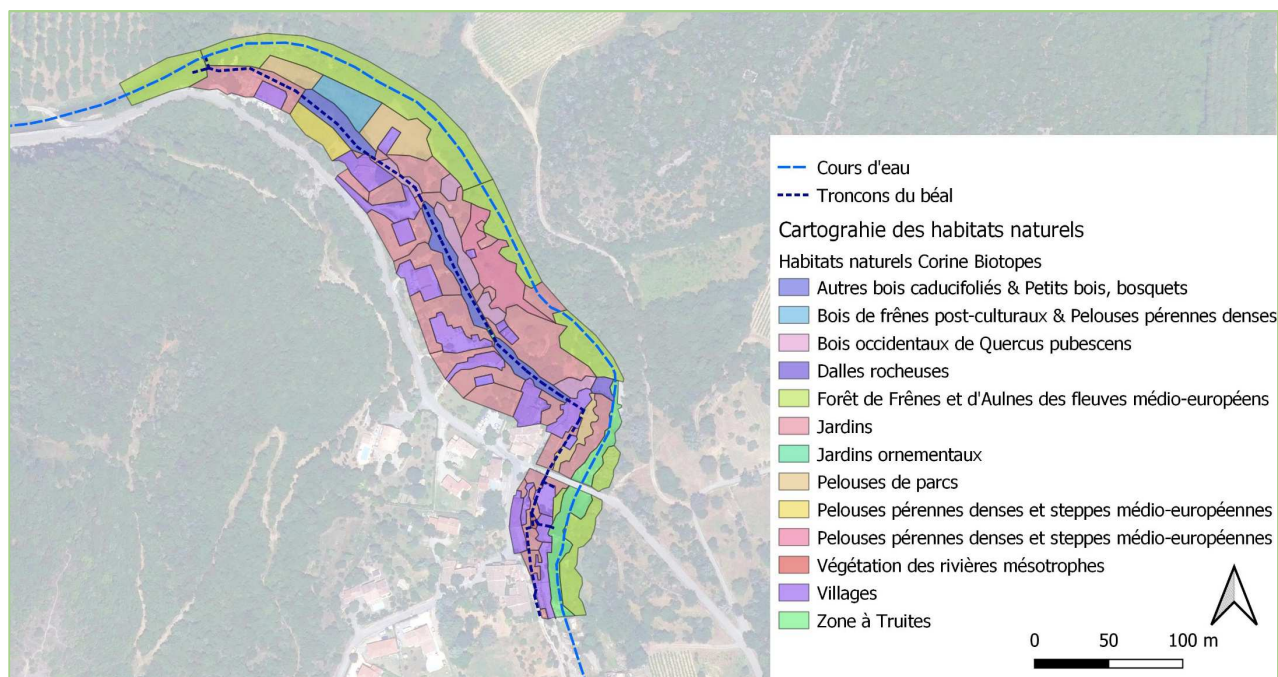 Cours d'eau
Troncons du béal
Cartograhie des habitats naturels
Habitats naturels Corine Biotopes
Autres bois caducifoliés & Petits bois, bosquets
Bois de frênes post-culturaux & Pelouses pérennes denses
Bois occidentaux de Quercus pubescens
Dalles rocheuses
Forêt de Frênes et d'Aulnes des fleuves médio-européens
Jardins
Jardins ornementaux
Pelouses de parcs
Pelouses pérennes denses et steppes médio-européennes
Pelouses pérennes denses et steppes médio-européennes
Végétation des rivières mésotrophes
Villages
Zone à Truites
0 50 100 m